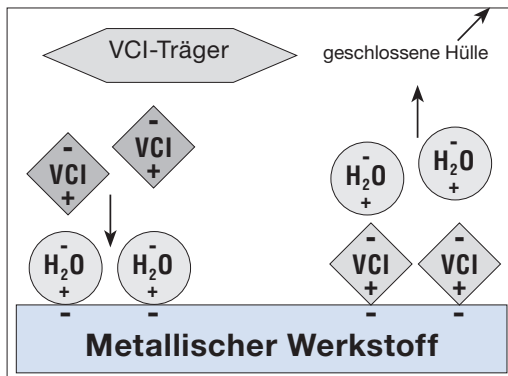 VCI-Träger
geschlossene Hülle
-
VCI
+
-
VCI
+
-
H₂O
+
-
H₂O
+
-
H₂O
+
-
H₂O
+
-
VCI
+
-
VCI
+
- - - -
Metallischer Werkstoff